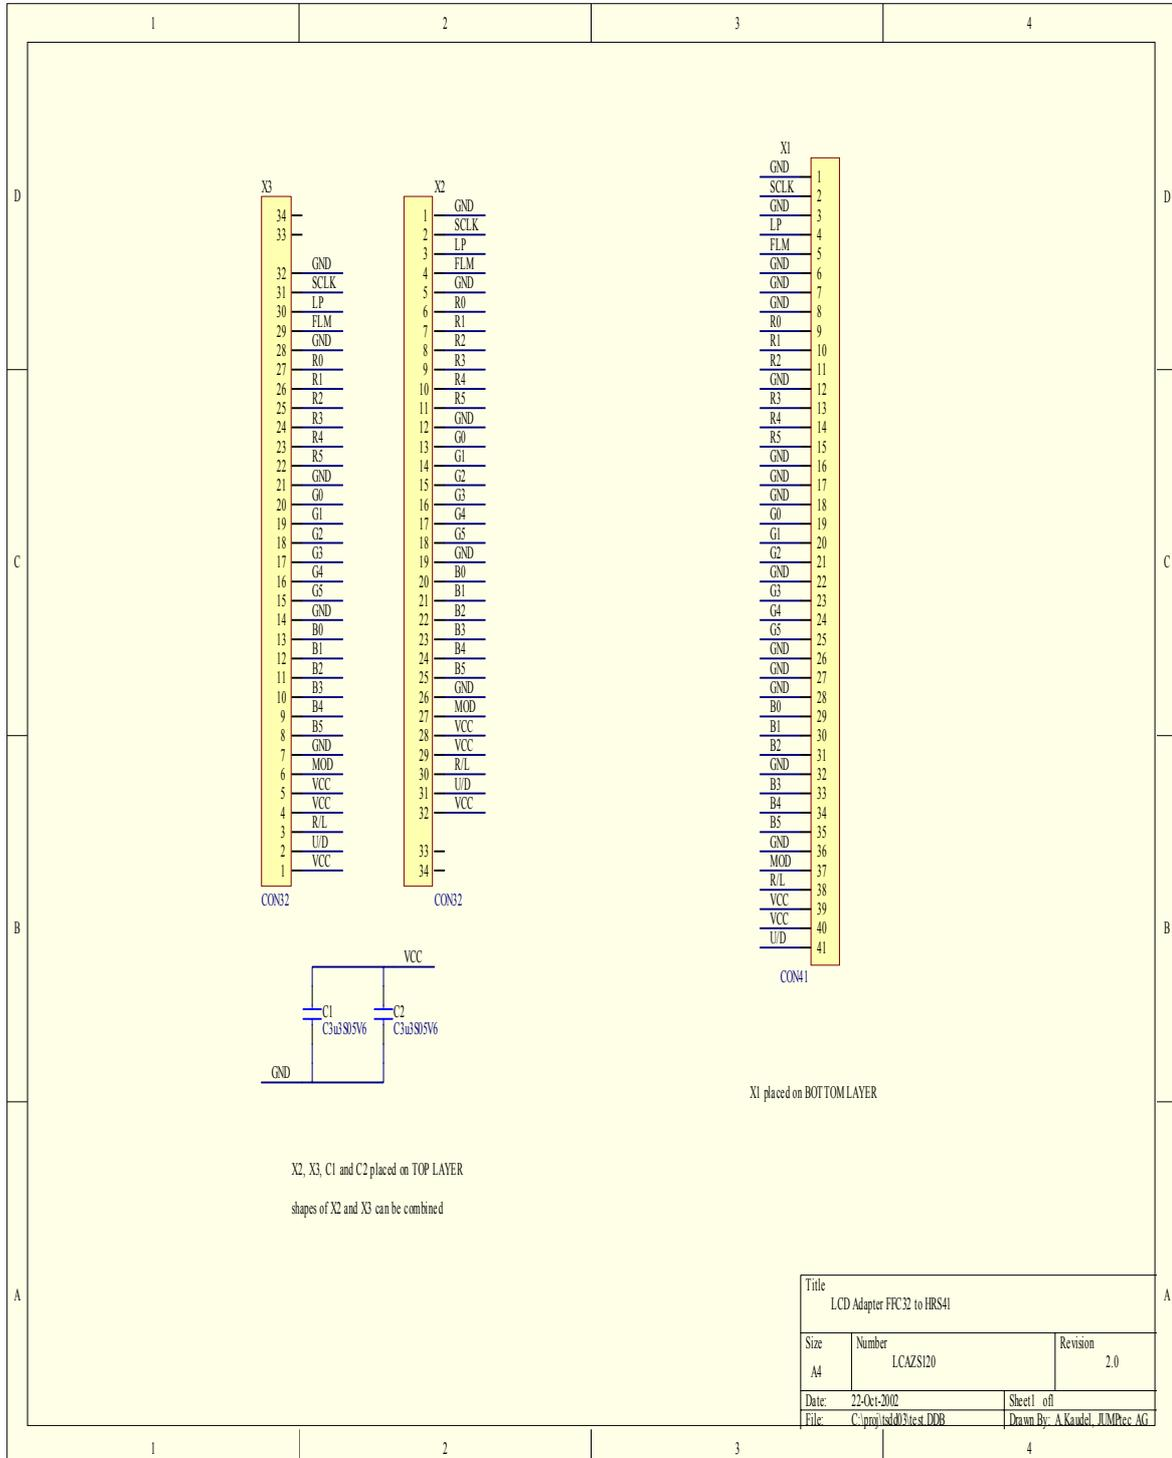 1 2 3 4
D D
C C
B B
A A
X3
34
33
GND
32
SCLK
31
LP
30
FLM
29
GND
28
R0
27
R1
26
R2
25
R3
24
R4
23
R5
22
GND
21
G0
20
G1
19
G2
18
G3
17
G4
16
G5
15
GND
14
B0
13
B1
12
B2
11
B3
10
B4
9
B5
8
GND
7
MOD
6
VCC
5
VCC
4
R/L
3
U/D
2
VCC
1
CON32
X2
GND
1
SCLK
2
LP
3
FLM
4
GND
5
R0
6
R1
7
R2
8
R3
9
R4
10
R5
11
GND
12
G0
13
G1
14
G2
15
G3
16
G4
17
G5
18
GND
19
B0
20
B1
21
B2
22
B3
23
B4
24
B5
25
GND
26
MOD
27
VCC
28
VCC
29
R/L
30
U/D
31
VCC
32
33
34
CON32
X1
GND
1
SCLK
2
GND
3
LP
4
FLM
5
GND
6
GND
7
GND
8
R0
9
R1
10
R2
11
GND
12
R3
13
R4
14
R5
15
GND
16
GND
17
GND
18
G0
19
G1
20
G2
21
GND
22
G3
23
G4
24
G5
25
GND
26
GND
27
GND
28
B0
29
B1
30
B2
31
GND
32
B3
33
B4
34
B5
35
GND
36
MOD
37
R/L
38
VCC
39
VCC
40
U/D
41
CON41
VCC
C1
C3u3S05V6
C2
C3u3S05V6
GND
X1 placed on BOTTOM LAYER
X2, X3, C1 and C2 placed on TOP LAYER
shapes of X2 and X3 can be combined
Title
LCD Adapter FFC32 to HRS41
Size Number Revision
A4 LCAZS120 2.0
Date: 22-Oct-2002 Sheet1 of1
File: C:\proj\tsdd03\test.DDB Drawn By: A.Kaudel, JUMPtec AG
1 2 3 4